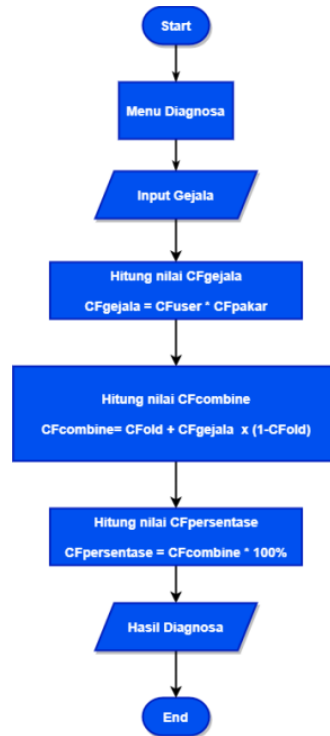 Start
Menu Diagnosa
Input Gejala
Hitung nilai CFgejala
CFgejala = CFuser * CFpakar
Hitung nilai CFcombine
CFcombine= CFold + CFgejala x (1-CFold)
Hitung nilai CFpersentase
CFpersentase = CFcombine * 100%
Hasil Diagnosa
End